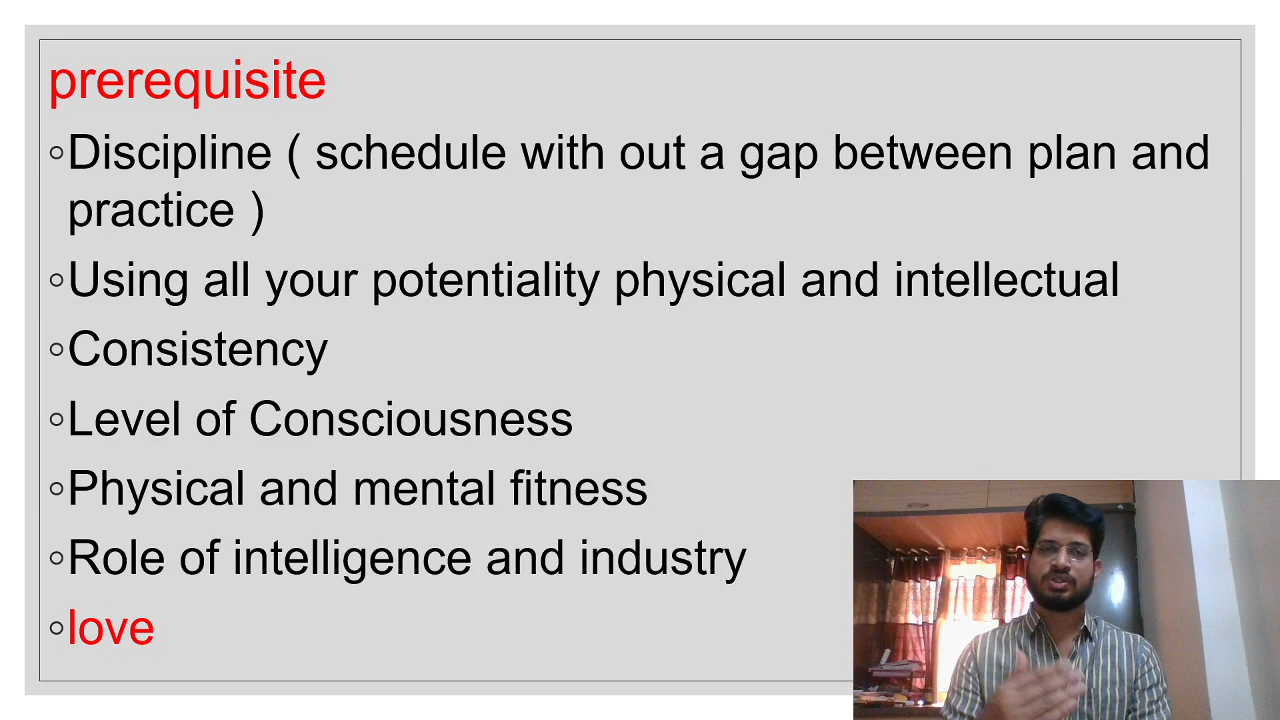 prerequisite
◦Discipline ( schedule with out a gap between plan and
practice )
◦Using all your potentiality physical and intellectual
◦Consistency
◦Level of Consciousness
◦Physical and mental fitness
◦Role of intelligence and industry
◦love